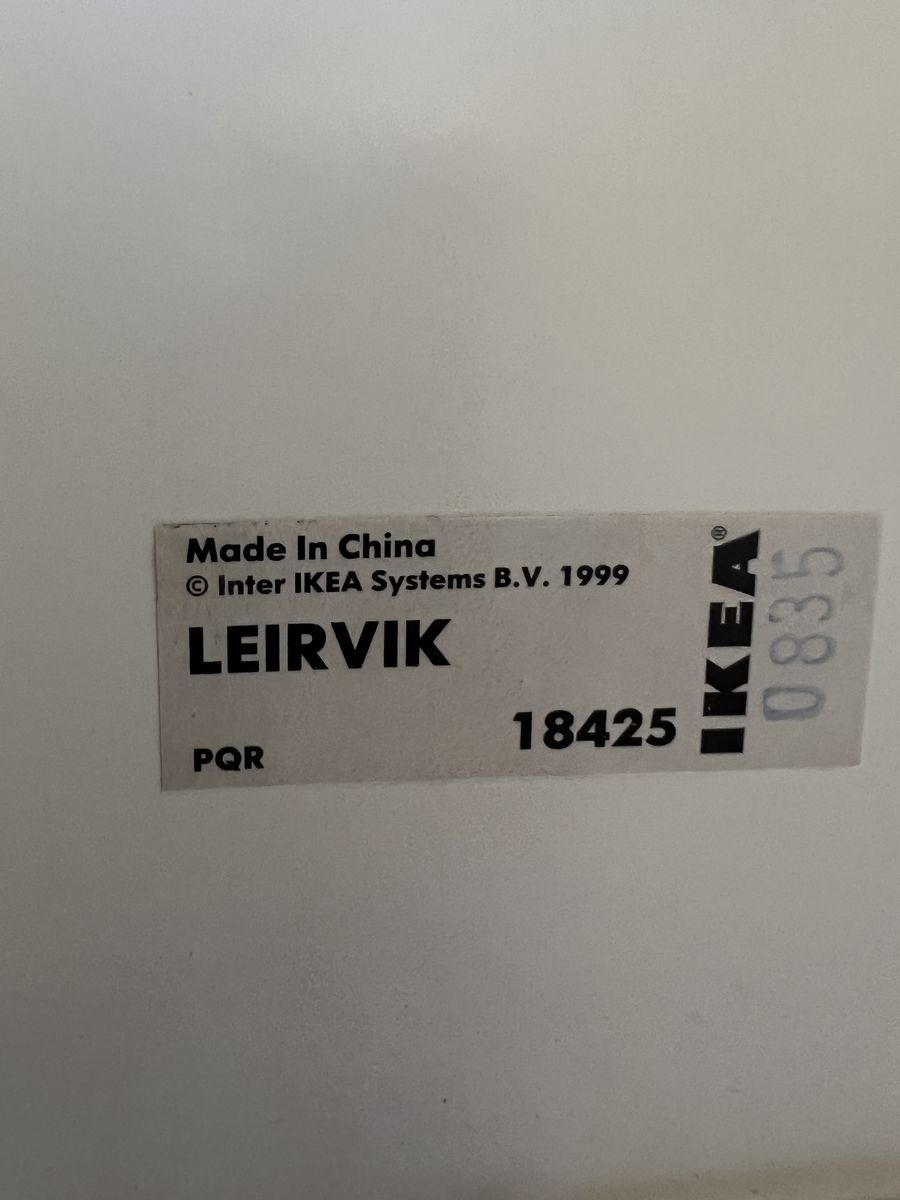 Made In China
© Inter IKEA Systems B.V. 1999
LEIRVIK
18425
PQR
IKEA®
0835